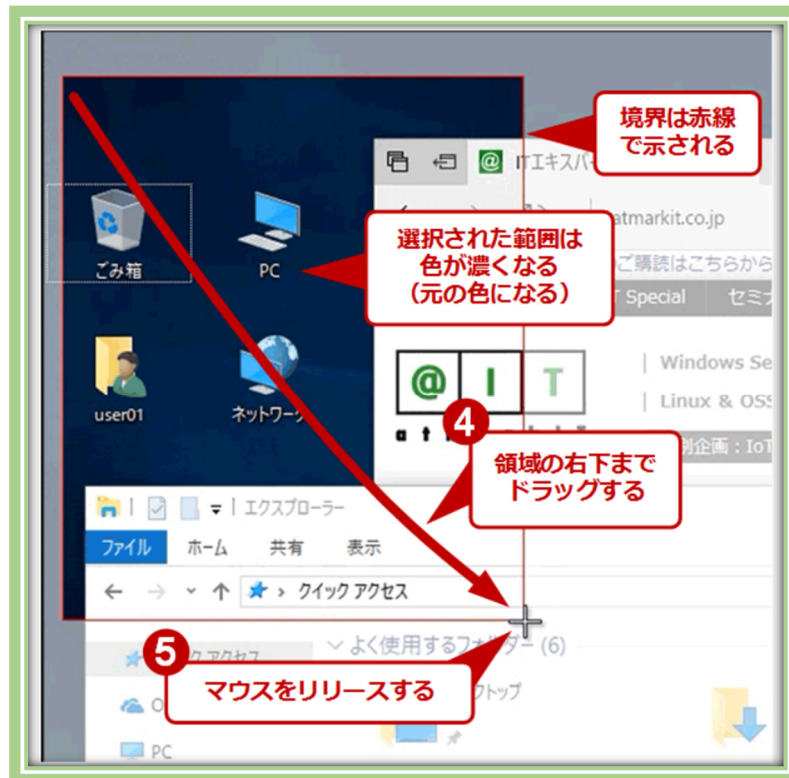 境界は赤線
で示される
@ ITエキスパー
atmarkit.co.jp
選択された範囲は
色が濃くなる
(元の色になる)
ご購読はこちらから
Special セミナ
ごみ箱
PC
@ I T
Windows Se
Linux & OSS
user01
ネットワーク
4
領域の右下まで
ドラッグする
エクスプローラー
ファイル ホーム 共有 表示
クイック アクセス
5
マウスをリリースする
よく使用するフォルダー (6)
PC